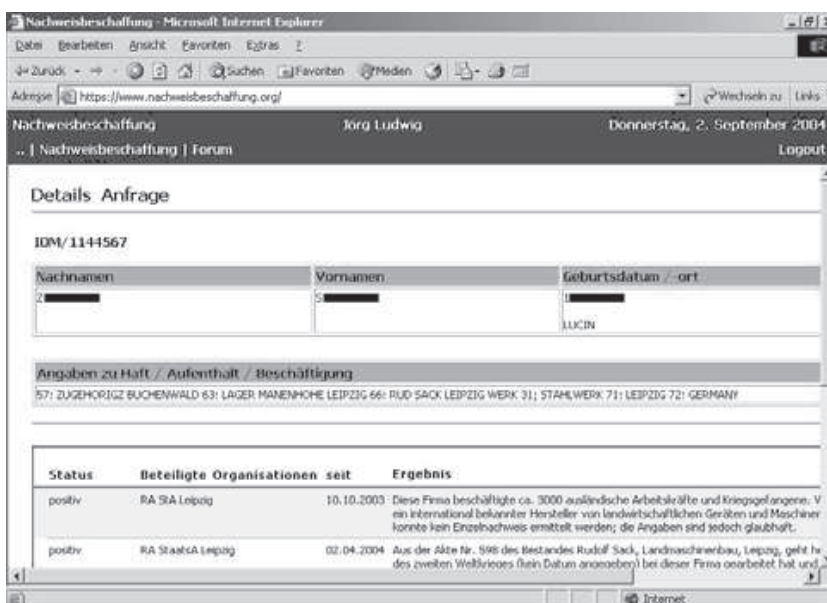 Nachweisbeschaffung - Microsoft Internet Explorer
Datei Bearbeiten Ansicht Favoriten Extras ?
Zurück Suchen Favoriten Medien
Adresse https://www.nachweisbeschaffung.org/ Wechseln zu Links
Nachweisbeschaffung Jörg Ludwig Donnerstag, 2. September 2004
.. | Nachweisbeschaffung | Forum Logout
Details Anfrage
IOM/1144567
Nachnamen Vornamen Geburtsdatum / -ort
Z S 1
LUCIN
Angaben zu Haft / Aufenthalt / Beschäftigung
57: ZUGEHORIGZ BUCHENWALD 63: LAGER MANENHOHE LEIPZIG 66: RUD SACK LEIPZIG WERK 31; STAHLWERK 71: LEIPZIG 72: GERMANY
Status Beteiligte Organisationen seit Ergebnis
positiv RA StA Leipzig 10.10.2003 Diese Firma beschäftigte ca. 3000 ausländische Arbeitskräfte und Kriegsgefangene. V
ein international bekannter Hersteller von landwirtschaftlichen Geräten und Maschinen
konnte kein Einzelnachweis ermittelt werden; die Angaben sind jedoch glaubhaft.
positiv RA StaatsA Leipzig 02.04.2004 Aus der Akte Nr. 598 des Bestandes Rudolf Sack, Landmaschinenbau, Leipzig, geht he
des zweiten Weltkrieges (kein Datum angegeben) bei dieser Firma gearbeitet hat und
Internet